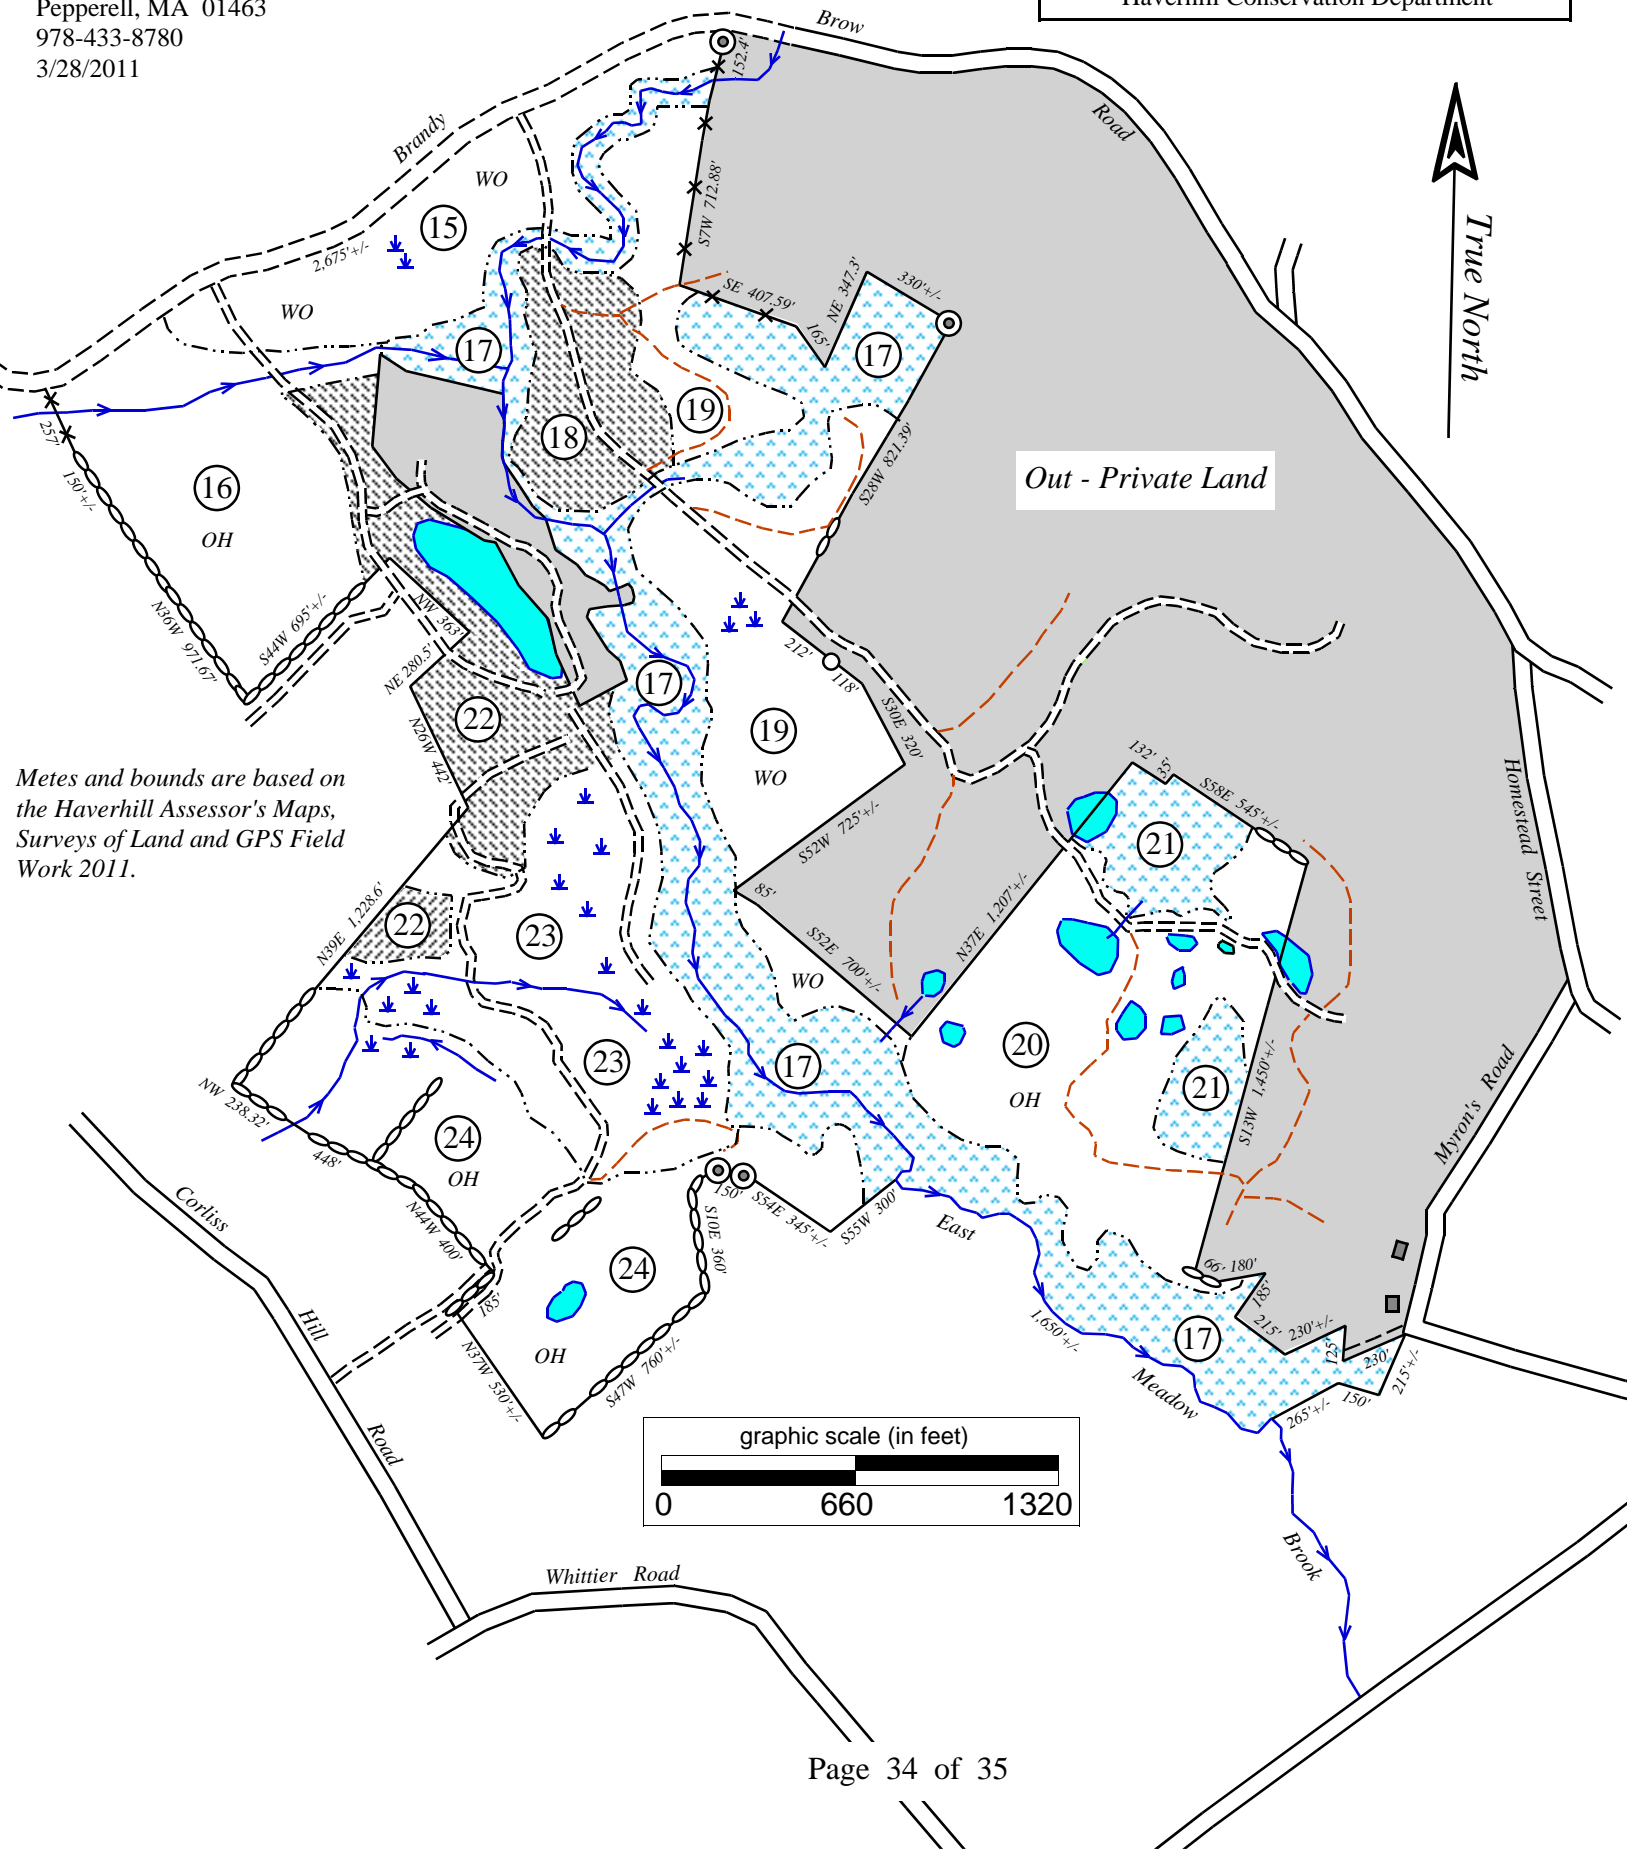 Pepperell, MA 01463
978-433-8780
3/28/2011
Haverhill Conservation Department
Brandy
Brow
Road
True North
152.4'
S7W 712.88'
WO
15
2,675'+/-
WO
17
SE 407.59'
165'
NE 347.3'
330'+/-
17
19
18
S28W 821.39'
Out - Private Land
257'
150'+/-
16
OH
N36W 971.67'
S44W 695'+/-
NW 363'
NE 280.5'
N26W 442'
22
17
212'
118'
S30E 320'
19
WO
S52W 725'+/-
85'
S52E 700'+/-
WO
Metes and bounds are based on
the Haverhill Assessor's Maps,
Surveys of Land and GPS Field
Work 2011.
132'
35'
S58E 545'+/-
21
Homestead Street
N39E 1,228.6'
22
23
N37E 1,207'+/-
20
OH
21
S13W 1,450'+/-
Myron's Road
23
17
NW 238.32'
448'
24
OH
N44W 400'
185'
150'
S54E 345'+/-
S55W 300'
S10E 360'
24
OH
N37W 530'+/-
S47W 760'+/-
Corliss
Hill
Road
East
Meadow
Brook
1,650'+/-
17
66'
180'
185'
215'
230'+/-
125'
230'
215'+/-
150'
265'+/-
graphic scale (in feet)
0 660 1320
Whittier Road
Page 34 of 35